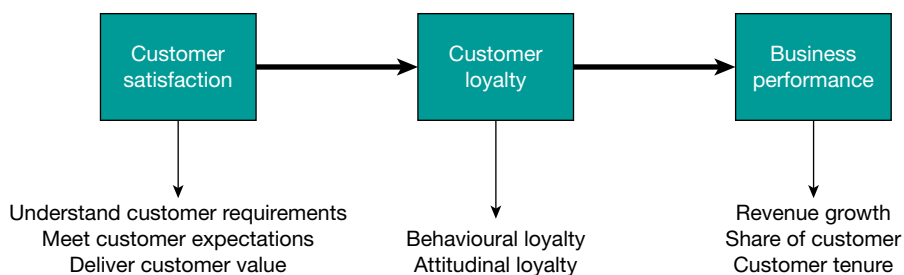 Customer
satisfaction
Customer
loyalty
Business
performance
Understand customer requirements
Meet customer expectations
Deliver customer value
Behavioural loyalty
Attitudinal loyalty
Revenue growth
Share of customer
Customer tenure